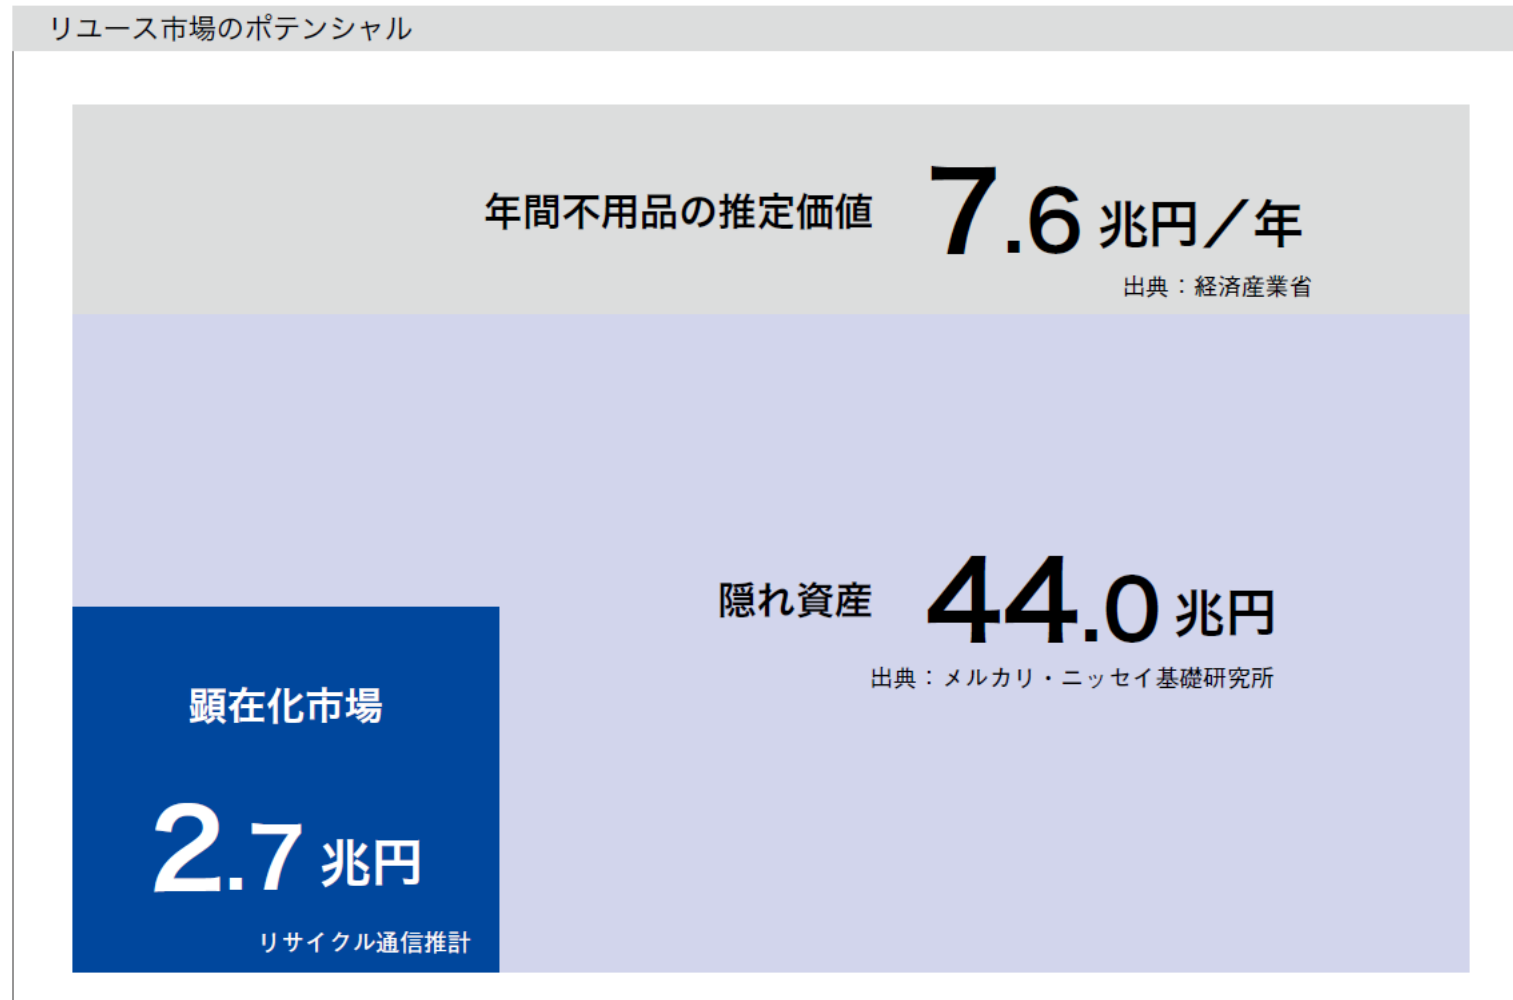 リユース市場のポテンシャル
年間不用品の推定価値 7.6 兆円／年
出典：経済産業省
隠れ資産 44.0 兆円
出典：メルカリ・ニッセイ基礎研究所
顕在化市場
2.7 兆円
リサイクル通信推計